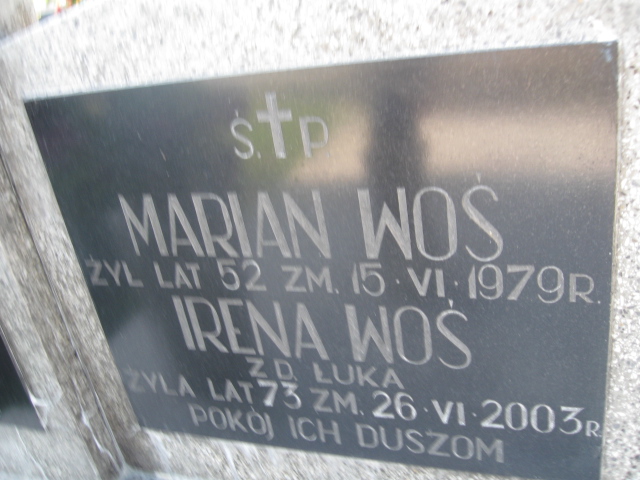 Ś. † P.
MARIAN WOŚ
ŻYL LAT 52 ZM. 15·VI·1979R.
IRENA WOŚ
Z.D. ŁUKA
ŻYLA LAT 73 ZM. 26·VI·2003R
POKÓJ ICH DUSZOM